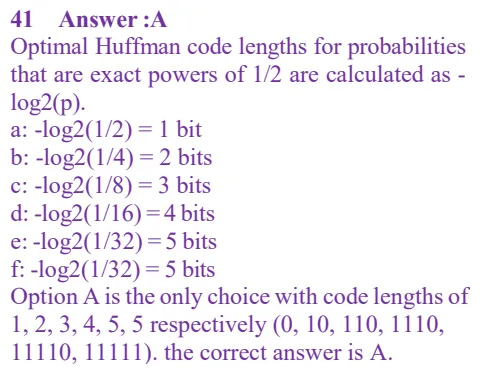 41 Answer :A
Optimal Huffman code lengths for probabilities
that are exact powers of 1/2 are calculated as -
log2(p).
a: -log2(1/2) = 1 bit
b: -log2(1/4) = 2 bits
c: -log2(1/8) = 3 bits
d: -log2(1/16) = 4 bits
e: -log2(1/32) = 5 bits
f: -log2(1/32) = 5 bits
Option A is the only choice with code lengths of
1, 2, 3, 4, 5, 5 respectively (0, 10, 110, 1110,
11110, 11111). the correct answer is A.